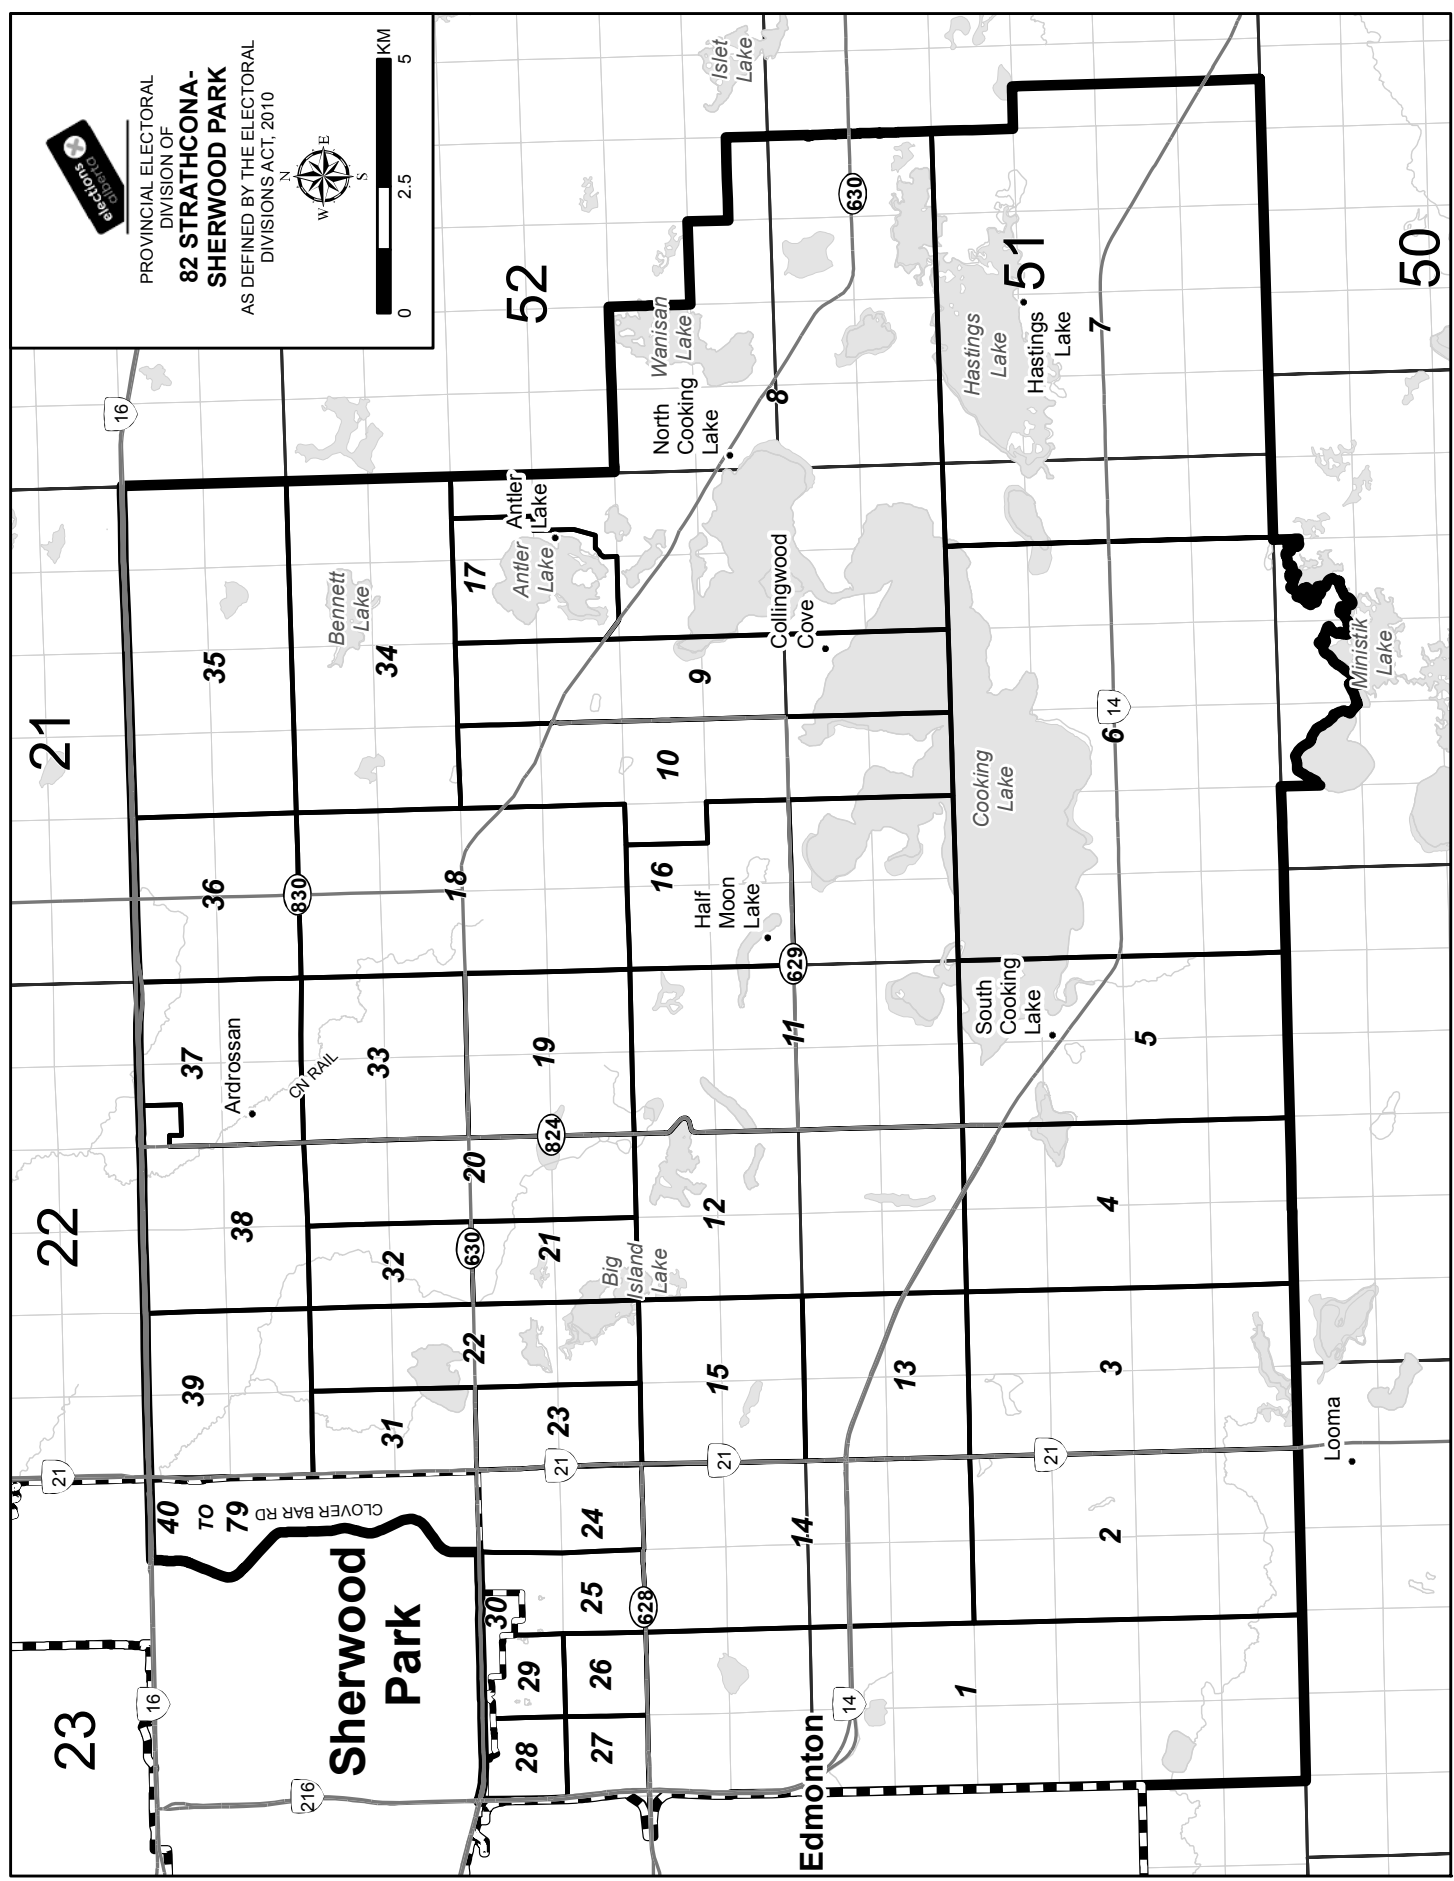 elections
alberta
PROVINCIAL ELECTORAL
DIVISION OF
82 STRATHCONA-
SHERWOOD PARK
AS DEFINED BY THE ELECTORAL
DIVISIONS ACT, 2010
N
W
E
S
0
2.5
5
KM
23
22
21
52
51
50
16
21
16
216
40
TO
79
CLOVER BAR RD
39
38
37
Ardrossan
36
35
830
CN RAIL
Sherwood
Park
31
32
33
34
Bennett
Lake
630
22
20
18
17
Antler
Lake
Antler
Lake
30
28
29
27
26
25
24
23
21
21
824
19
Big
Island
Lake
628
15
21
12
16
Half
Moon
Lake
10
9
North
Cooking
Lake
Wanisan
Lake
Islet
Lake
Edmonton
14
14
11
629
Collingwood
Cove
8
630
1
13
South
Cooking
Lake
Cooking
Lake
Hastings
Lake
Hastings
Lake
2
21
3
4
5
6
14
7
Looma
Ministik
Lake